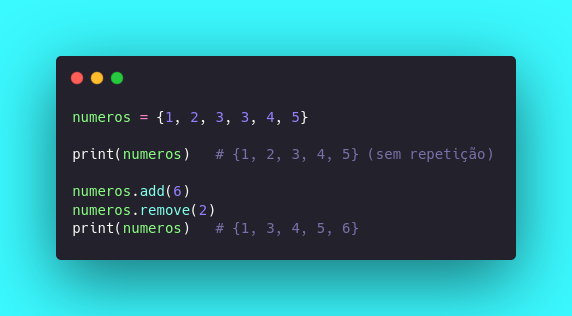 numeros = {1, 2, 3, 3, 4, 5}
print(numeros)   # {1, 2, 3, 4, 5} (sem repetição)
numeros.add(6)
numeros.remove(2)
print(numeros)   # {1, 3, 4, 5, 6}